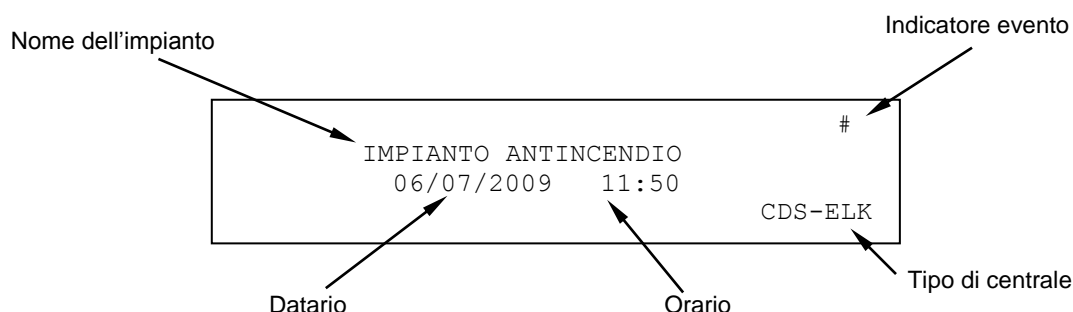 Indicatore evento
Nome dell'impianto
#
IMPIANTO ANTINCENDIO
06/07/2009 11:50
CDS-ELK
Tipo di centrale
Datario Orario